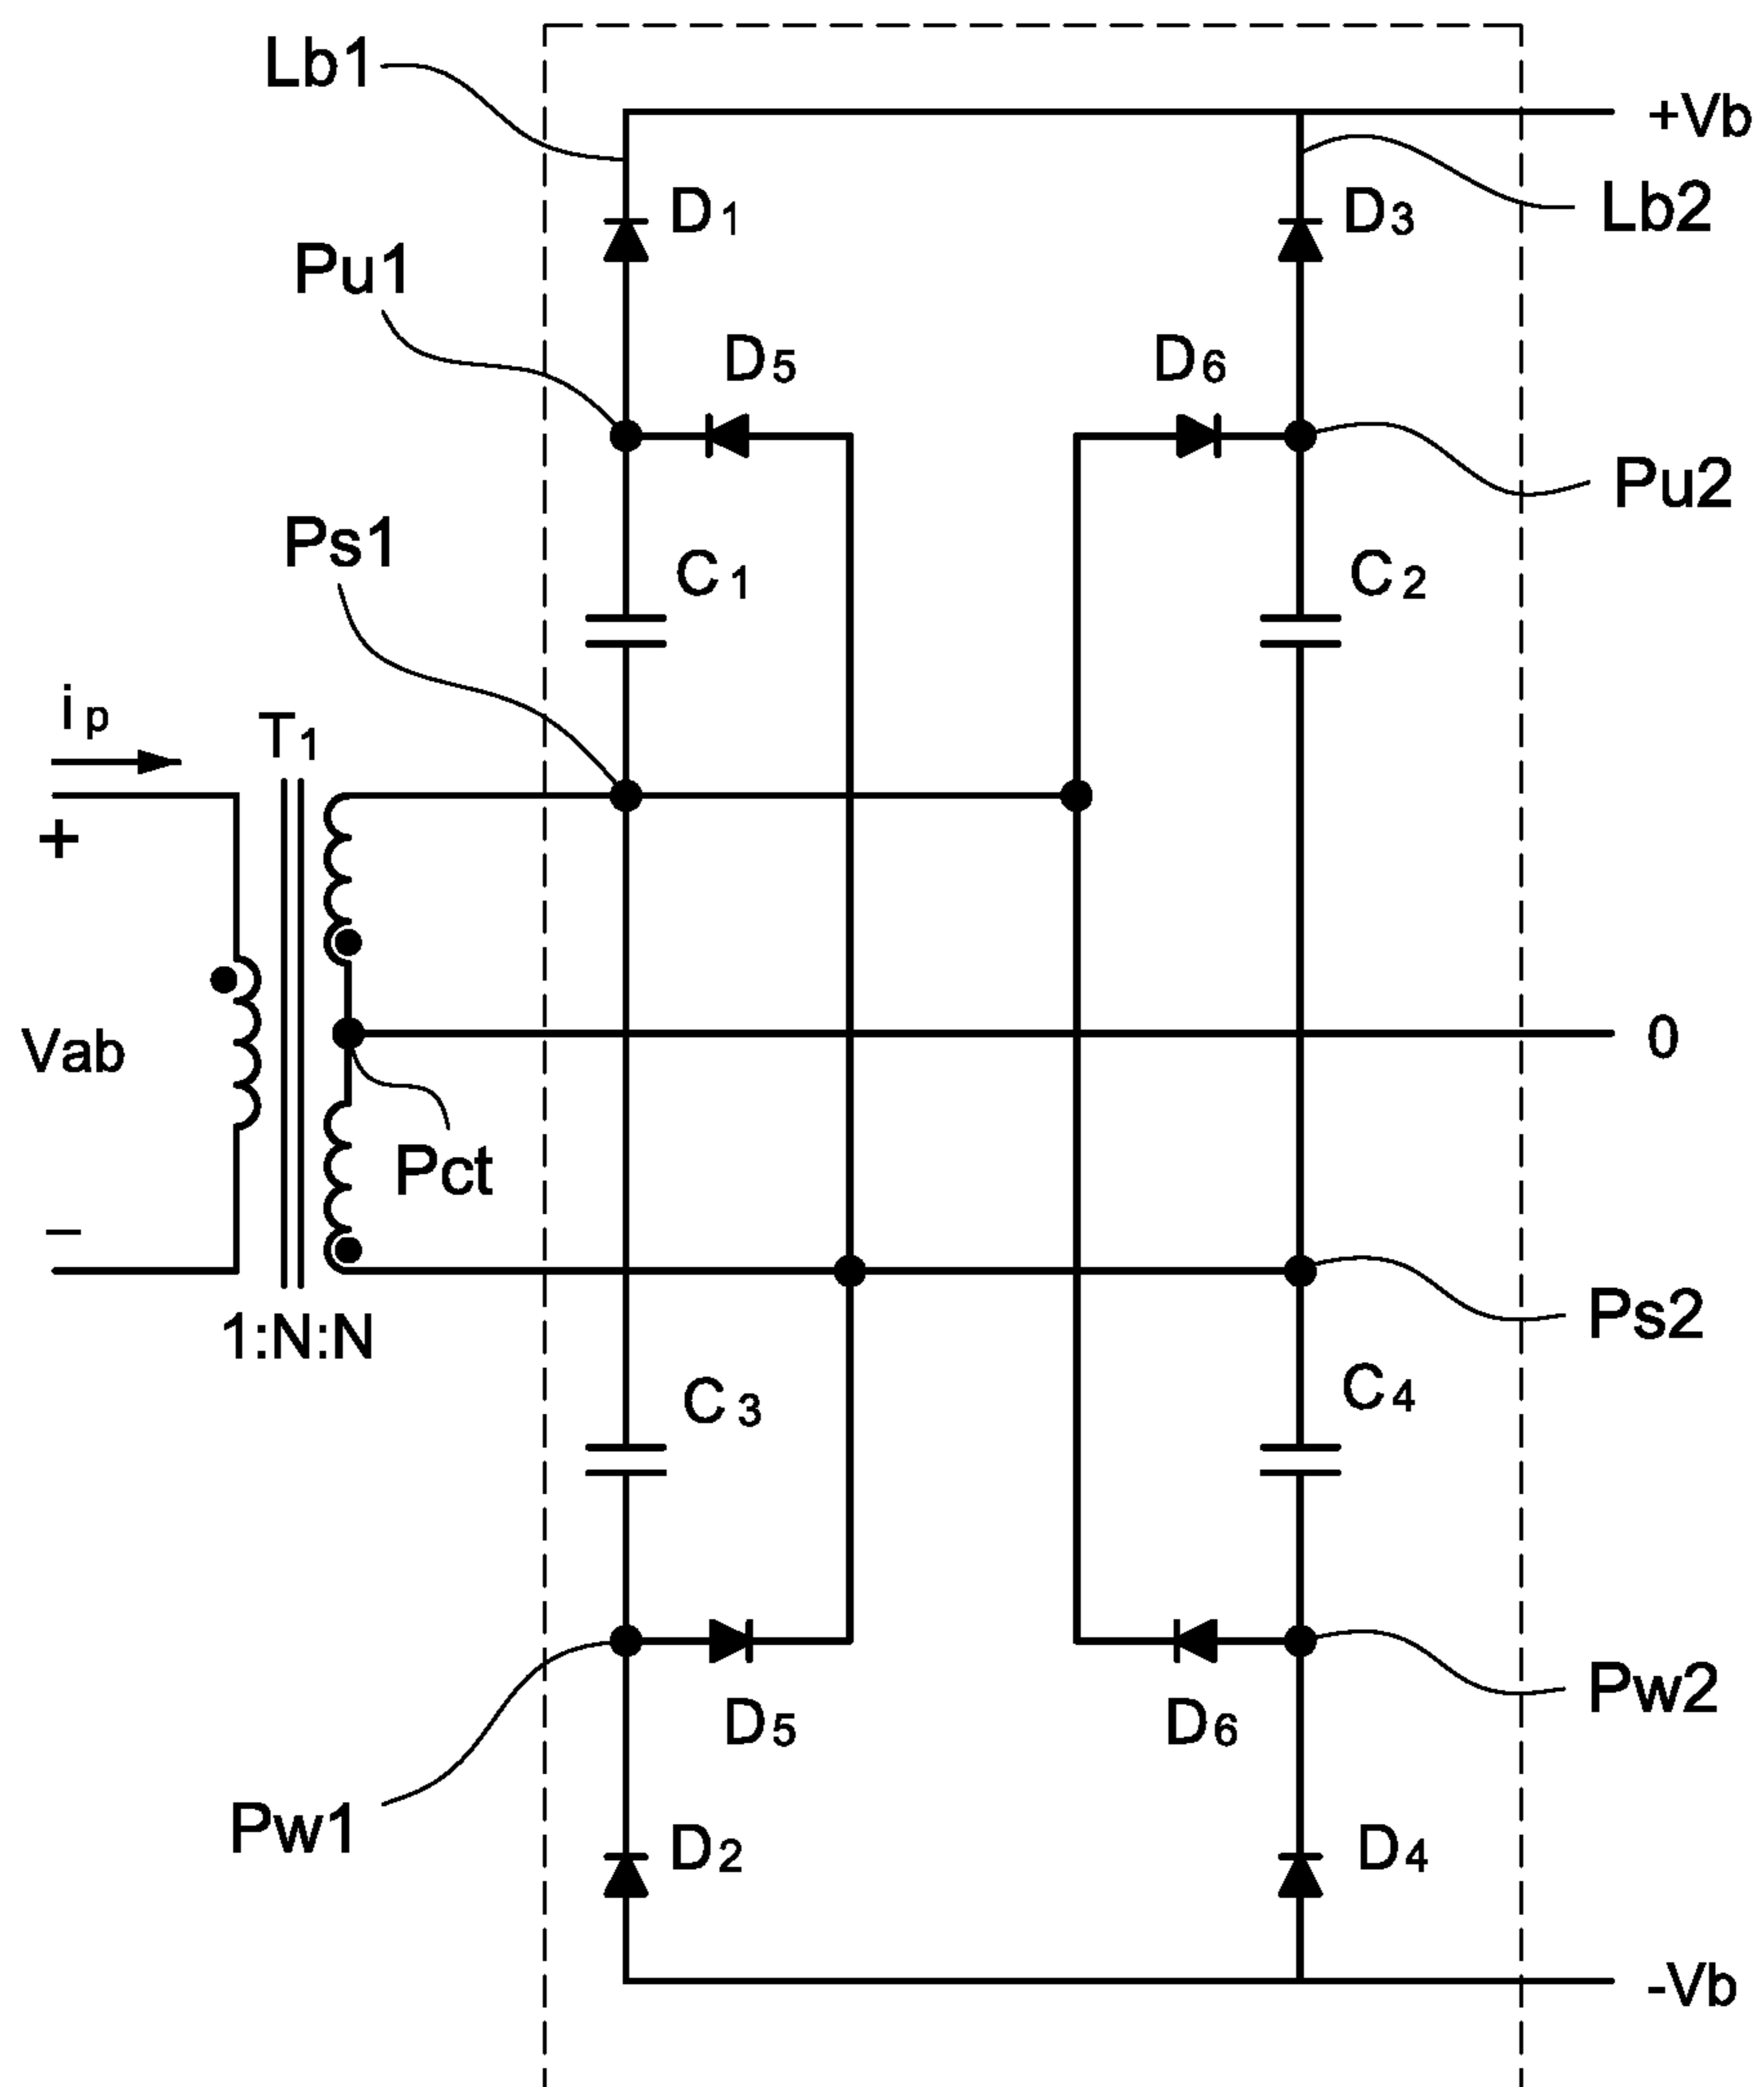 Lb1
+Vb
D1
D3
Lb2
Pu1
D5
D6
Pu2
Ps1
C1
C2
ip
T1
+
Vab
0
Pct
–
1:N:N
Ps2
C3
C4
Pw2
D5
D6
Pw1
D2
D4
-Vb